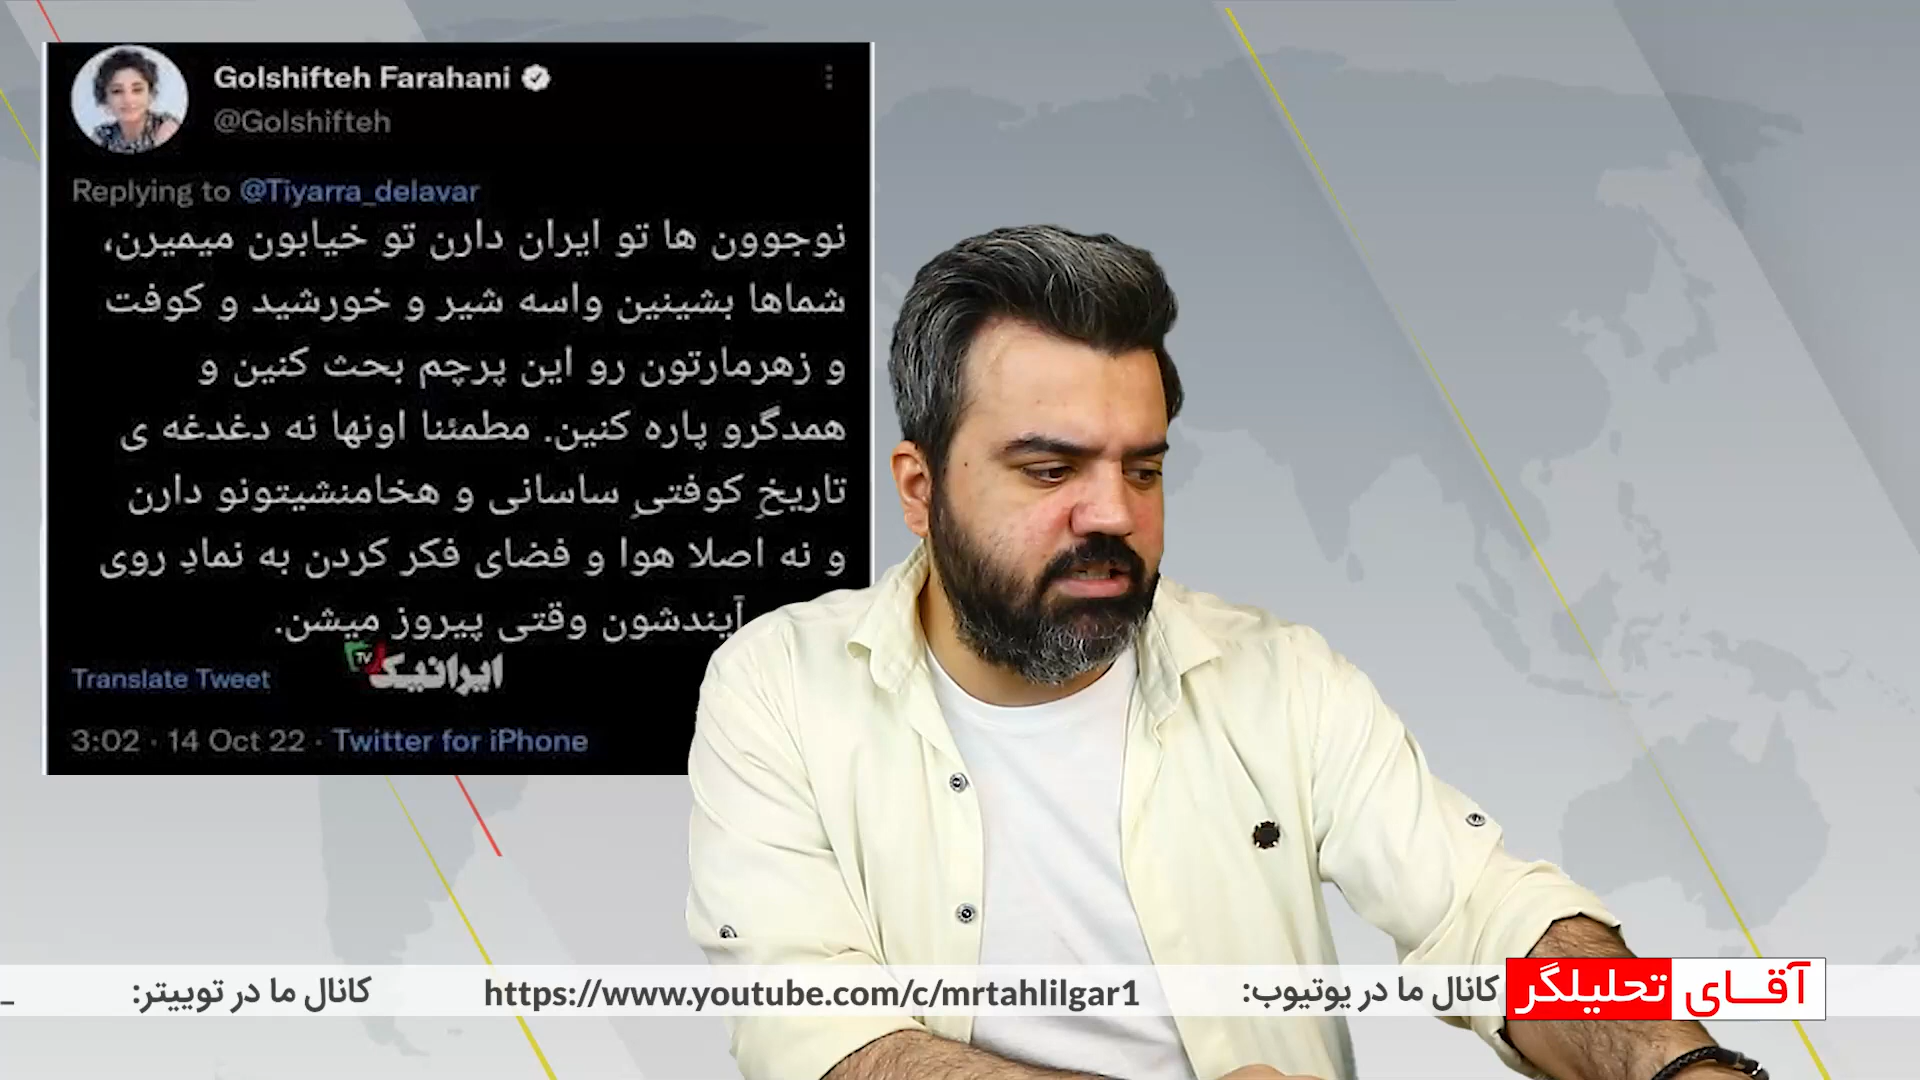 Golshifteh Farahani
@Golshifteh
Replying to @Tiyarra_delavar
نوجوون ها تو ایران دارن تو خیابون میمیرن،
شماها بشینین واسه شیر و خورشید و کوفت
و زهرمارتون رو این پرچم بحث کنین و
همدگرو پاره کنین. مطمئنا اونها نه دغدغه ی
تاریخِ کوفتیِ ساسانی و هخامنشیتونو دارن
و نه اصلا هوا و فضای فکر کردن به نمادِ روی
آیندشون وقتی پیروز میشن.
ایرانیک TV
Translate Tweet
3:02 · 14 Oct 22 · Twitter for iPhone
آقای تحلیلگر
کانال ما در یوتیوب: https://www.youtube.com/c/mrtahlilgar1 کانال ما در توییتر: